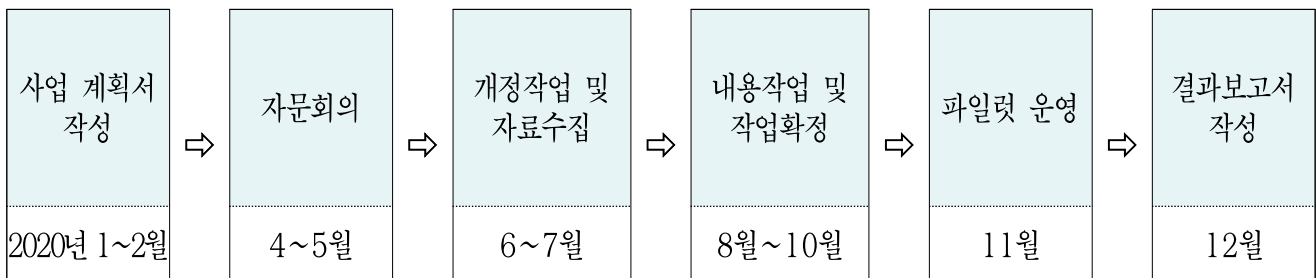 사업 계획서
작성
⇨
자문회의
⇨
개정작업 및
자료수집
⇨
내용작업 및
작업확정
⇨
파일럿 운영
⇨
결과보고서
작성
2020년 1~2월
4~5월
6~7월
8월~10월
11월
12월